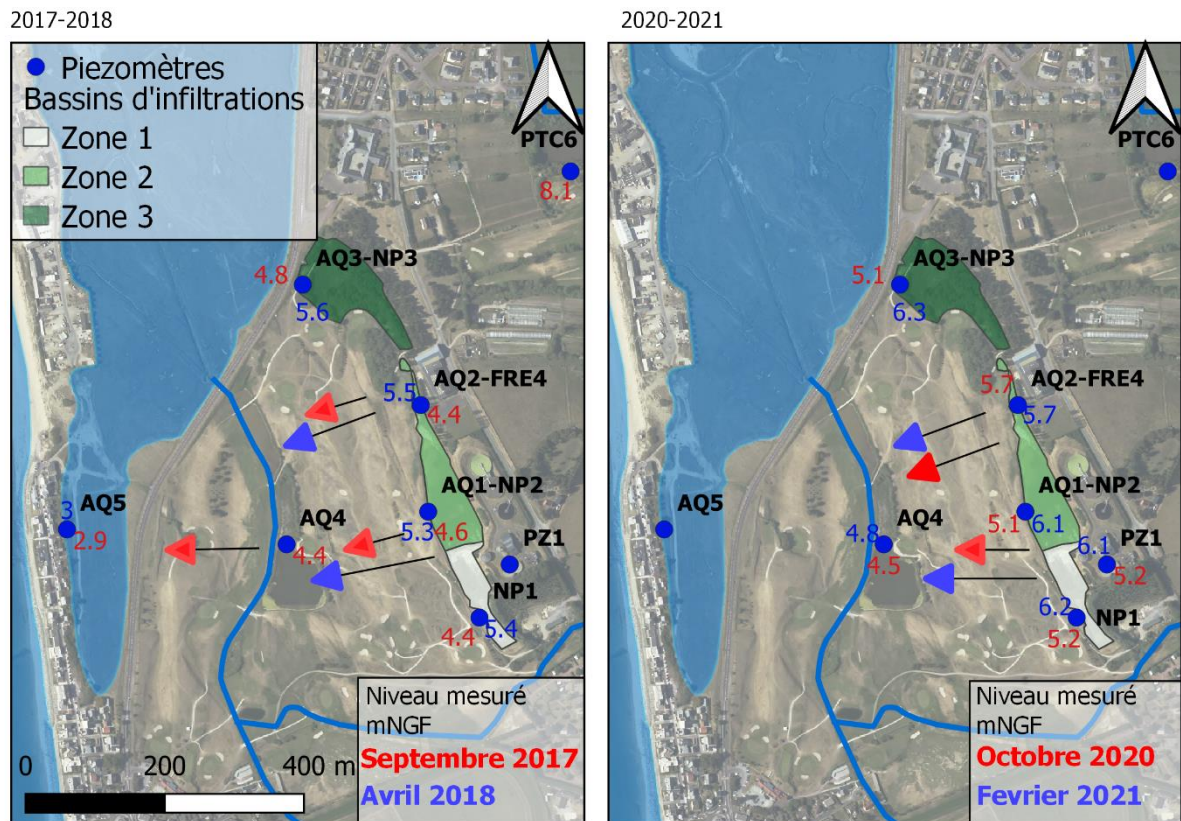 2017-2018
Piezomètres
Bassins d'infiltrations
Zone 1
Zone 2
Zone 3
PTC6
8.1
AQ3-NP3
4.8
5.6
AQ2-FRE4
5.5
4.4
AQ1-NP2
5.3
4.6
AQ5
3
2.9
AQ4
4.4
PZ1
NP1
4.4
5.4
Niveau mesuré
mNGF
Septembre 2017
Avril 2018
0 200 400 m
2020-2021
PTC6
AQ3-NP3
5.1
6.3
AQ2-FRE4
5.7
5.7
AQ1-NP2
5.1
6.1
AQ5
AQ4
4.8
4.5
6.1
PZ1
5.2
NP1
6.2
5.2
Niveau mesuré
mNGF
Octobre 2020
Fevrier 2021